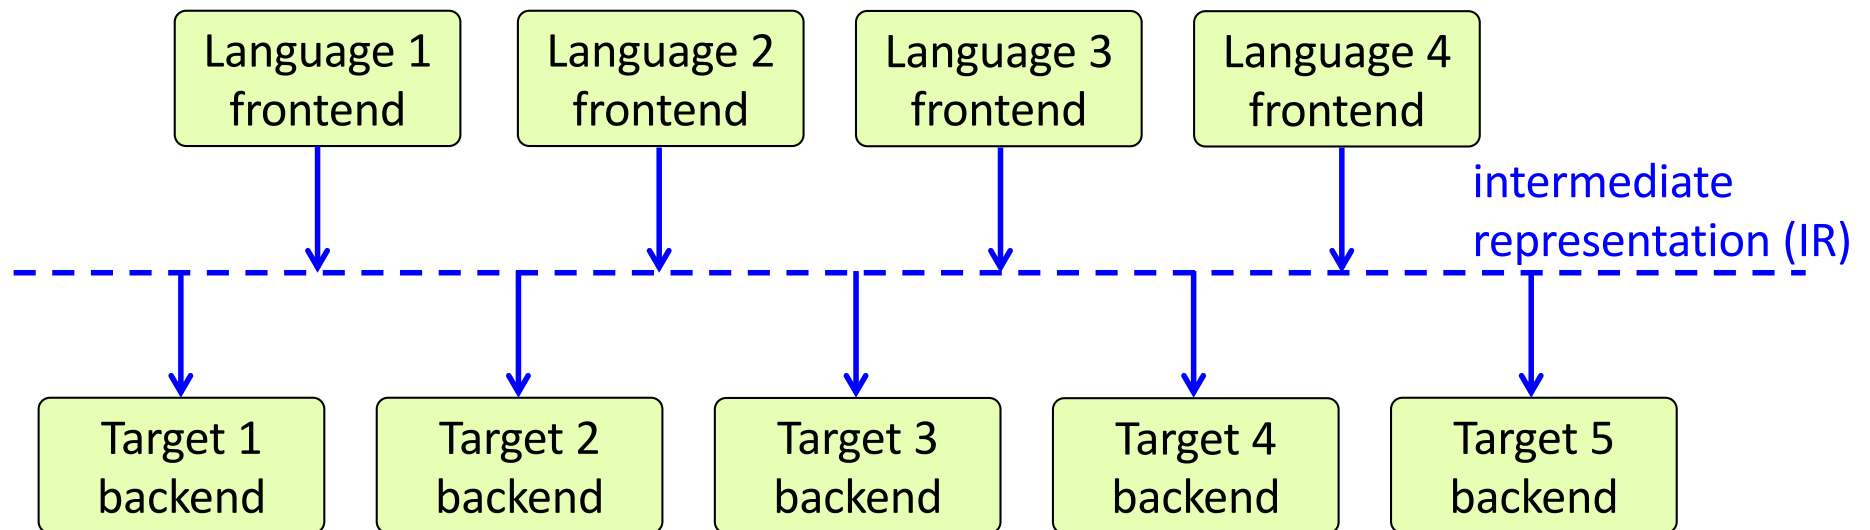 Language 1
frontend
Language 2
frontend
Language 3
frontend
Language 4
frontend
intermediate
representation (IR)
Target 1
backend
Target 2
backend
Target 3
backend
Target 4
backend
Target 5
backend